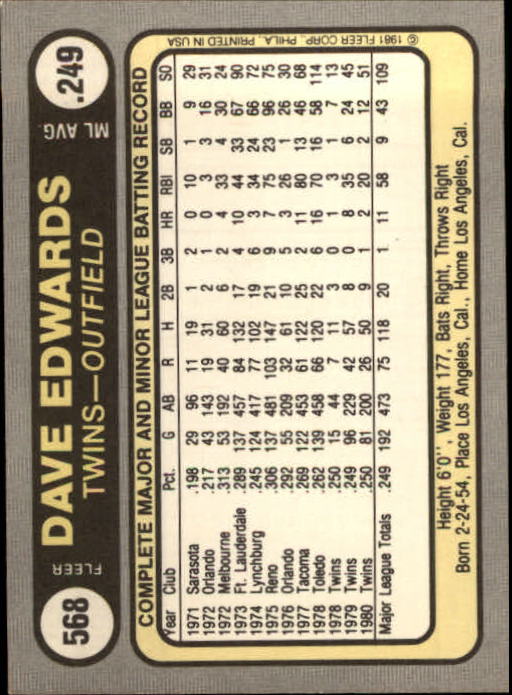 568 FLEER DAVE EDWARDS ML AVG. .249
TWINS—OUTFIELD
COMPLETE MAJOR AND MINOR LEAGUE BATTING RECORD
Year Club Pct. G AB R H 2B 3B HR RBI SB BB SO
1971 Sarasota .198 29 96 11 19 1 2 0 10 1 9 29
1972 Orlando .217 43 143 19 31 2 1 0 3 3 16 31
1972 Melbourne .313 53 192 40 60 6 2 4 33 4 30 24
1973 Ft. Lauderdale .289 137 457 84 132 17 4 10 44 33 67 90
1974 Lynchburg .245 124 417 77 102 19 6 3 34 24 66 72
1975 Reno .306 137 481 103 147 21 9 7 75 23 96 75
1976 Orlando .292 55 209 32 61 10 5 3 26 1 26 30
1977 Tacoma .269 122 453 61 122 25 2 11 80 13 46 68
1978 Toledo .262 139 458 66 120 22 6 16 70 16 58 114
1978 Twins .250 15 44 7 11 3 0 1 3 1 7 13
1979 Twins .249 96 229 42 57 8 0 8 35 6 24 45
1980 Twins .250 81 200 26 50 9 1 2 20 2 12 51
Major League Totals .249 192 473 75 118 20 1 11 58 9 43 109
Height 6'0", Weight 177, Bats Right, Throws Right
Born 2-24-54, Place Los Angeles, Cal., Home Los Angeles, Cal.
© 1981 FLEER CORP., PHILA., PRINTED IN USA